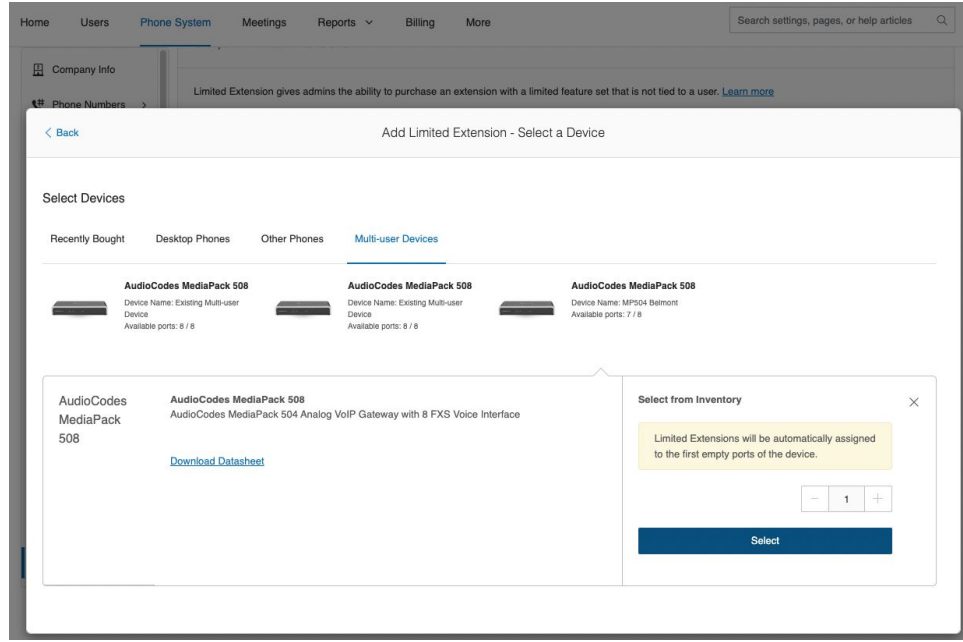 Home Users Phone System Meetings Reports Billing More Search settings, pages, or help articles
Company Info
Phone Numbers
Limited Extension gives admins the ability to purchase an extension with a limited feature set that is not tied to a user. Learn more
Back
Add Limited Extension - Select a Device
Select Devices
Recently Bought Desktop Phones Other Phones Multi-user Devices
AudioCodes MediaPack 508
Device Name: Existing Multi-user
Device
Available ports: 8 / 8
AudioCodes MediaPack 508
Device Name: Existing Multi-user
Device
Available ports: 8 / 8
AudioCodes MediaPack 508
Device Name: MP504 Belmont
Available ports: 7 / 8
AudioCodes
MediaPack
508
AudioCodes MediaPack 508
AudioCodes MediaPack 504 Analog VoIP Gateway with 8 FXS Voice Interface
Download Datasheet
Select from Inventory
Limited Extensions will be automatically assigned
to the first empty ports of the device.
1
Select